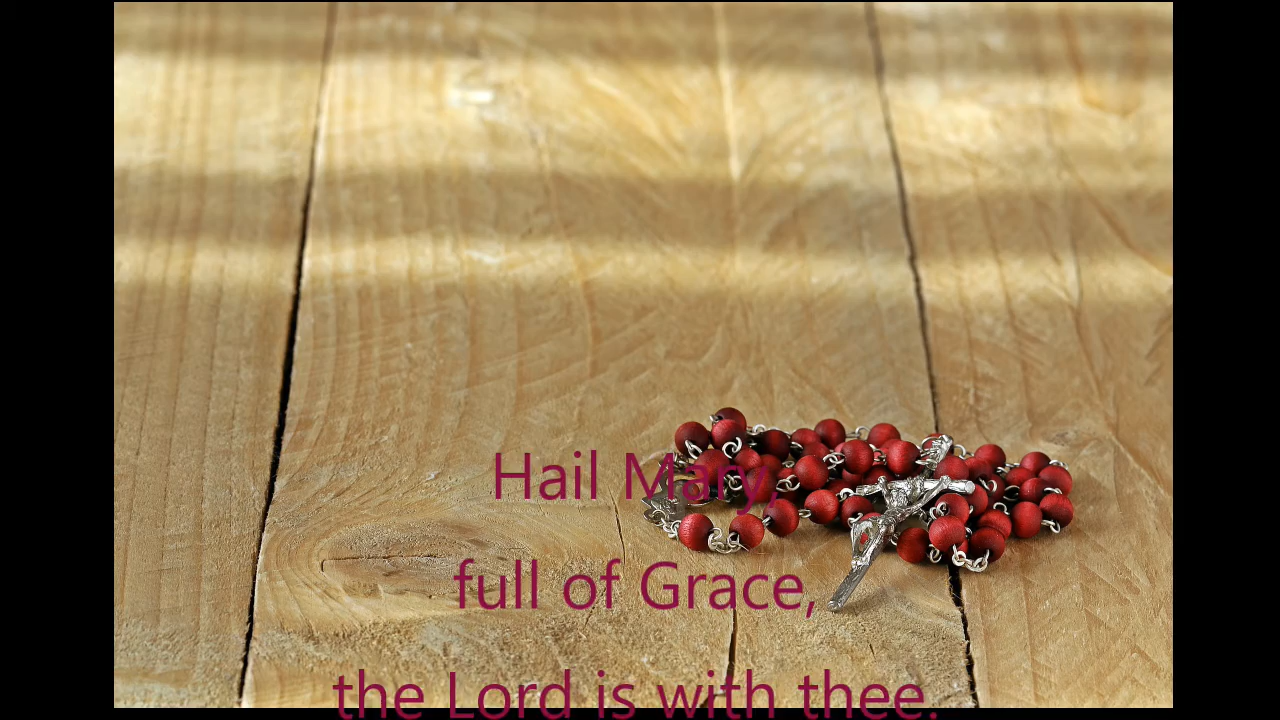 Hail Mary,
full of Grace,
the Lord is with thee.